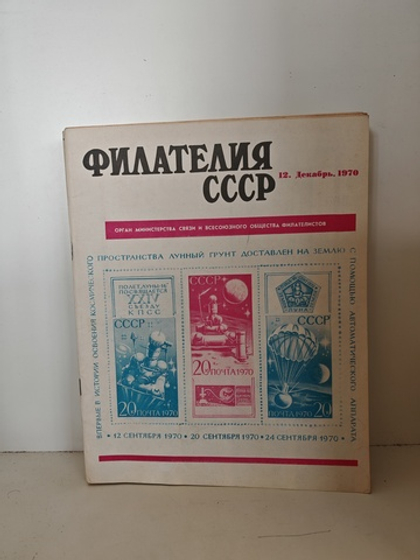 ФИЛАТЕЛИЯ
СССР
12. Декабрь, 1970
ОРГАН МИНИСТЕРСТВА СВЯЗИ И ВСЕСОЮЗНОГО ОБЩЕСТВА ФИЛАТЕЛИСТОВ
ВПЕРВЫЕ В ИСТОРИИ ОСВОЕНИЯ КОСМИЧЕСКОГО
ПРОСТРАНСТВА ЛУННЫЙ ГРУНТ ДОСТАВЛЕН НА ЗЕМЛЮ
С ПОМОЩЬЮ АВТОМАТИЧЕСКОГО АППАРАТА
ПОСВЯЩАЕТСЯ
XXIV
СЪЕЗДУ
КПСС
СССР
20 ПОЧТА 1970
СССР
20 ПОЧТА 1970
СССР
ПОЧТА 1970 20
• 12 СЕНТЯБРЯ 1970 • 20 СЕНТЯБРЯ 1970 • 24 СЕНТЯБРЯ 1970 •